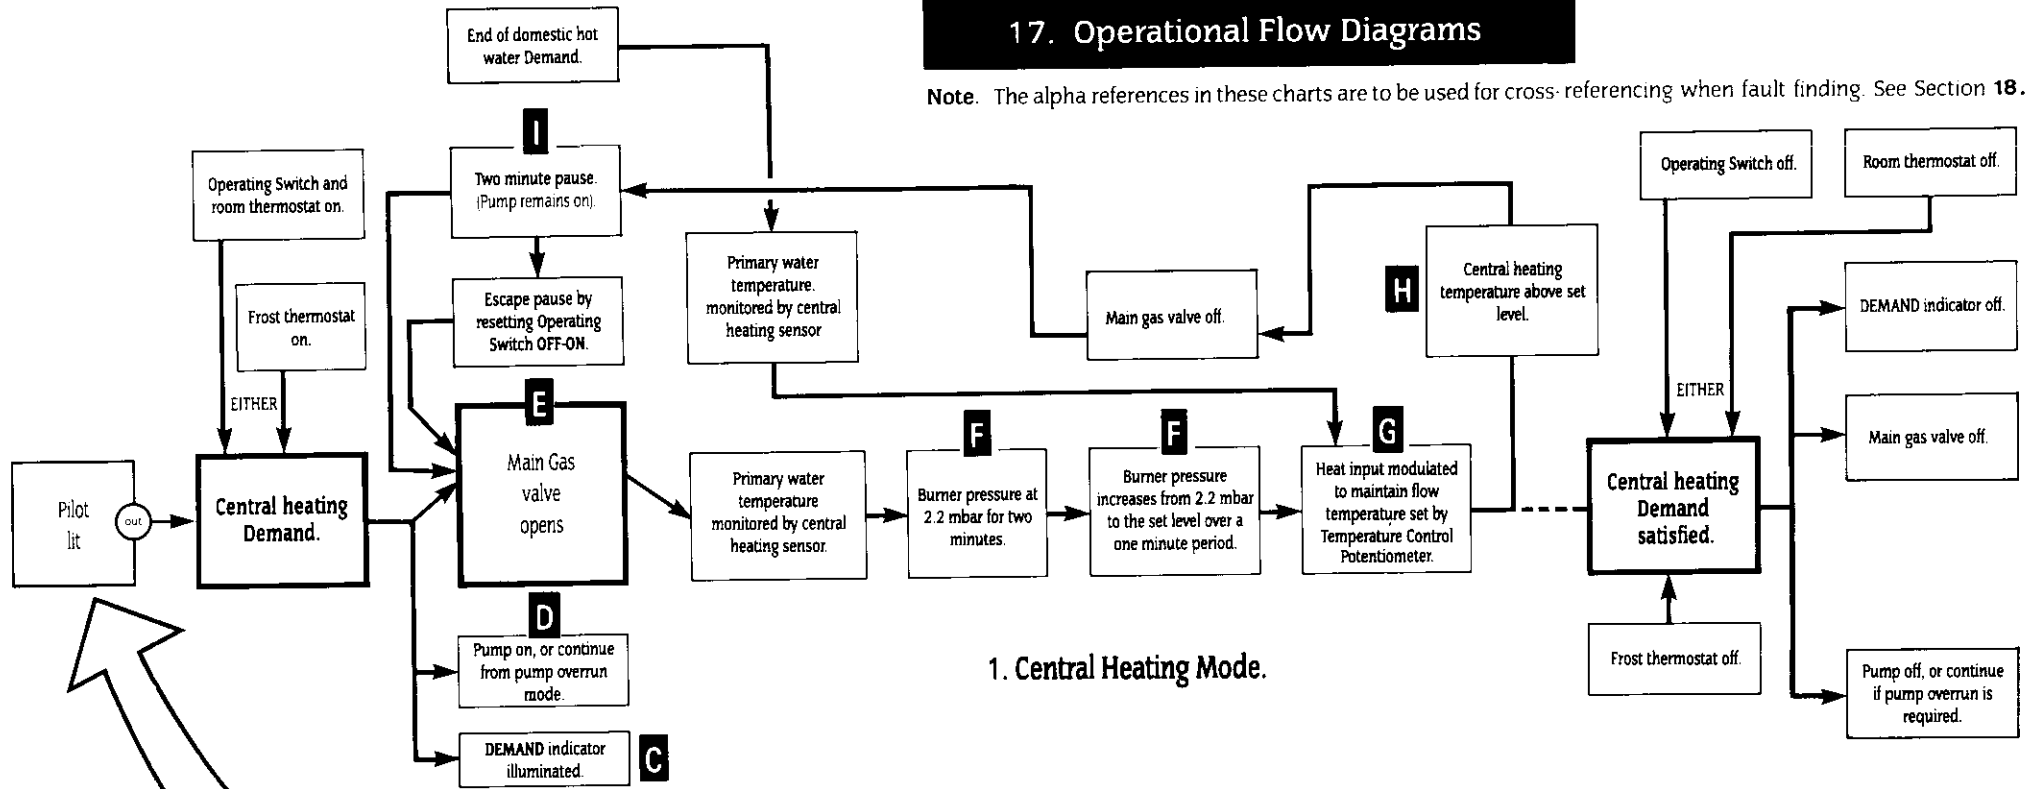 17. Operational Flow Diagrams
Note. The alpha references in these charts are to be used for cross-referencing when fault finding. See Section 18.
End of domestic hot
water Demand.
I
Two minute pause.
(Pump remains on).
Operating Switch and
room thermostat on.
Frost thermostat
on.
EITHER
Escape pause by
resetting Operating
Switch OFF-ON.
Primary water
temperature.
monitored by central
heating sensor
Main gas valve off.
H
Central heating
temperature above set
level.
Operating Switch off.
Room thermostat off.
EITHER
DEMAND indicator off.
Main gas valve off.
Pilot
lit
out
Central heating
Demand.
E
Main Gas
valve
opens
Primary water
temperature
monitored by central
heating sensor.
F
Burner pressure at
2.2 mbar for two
minutes.
F
Burner pressure
increases from 2.2 mbar
to the set level over a
one minute period.
G
Heat input modulated
to maintain flow
temperature set by
Temperature Control
Potentiometer.
Central heating
Demand
satisfied.
D
Pump on, or continue
from pump overrun
mode.
DEMAND indicator
illuminated.
C
1. Central Heating Mode.
Frost thermostat off.
Pump off, or continue
if pump overrun is
required.